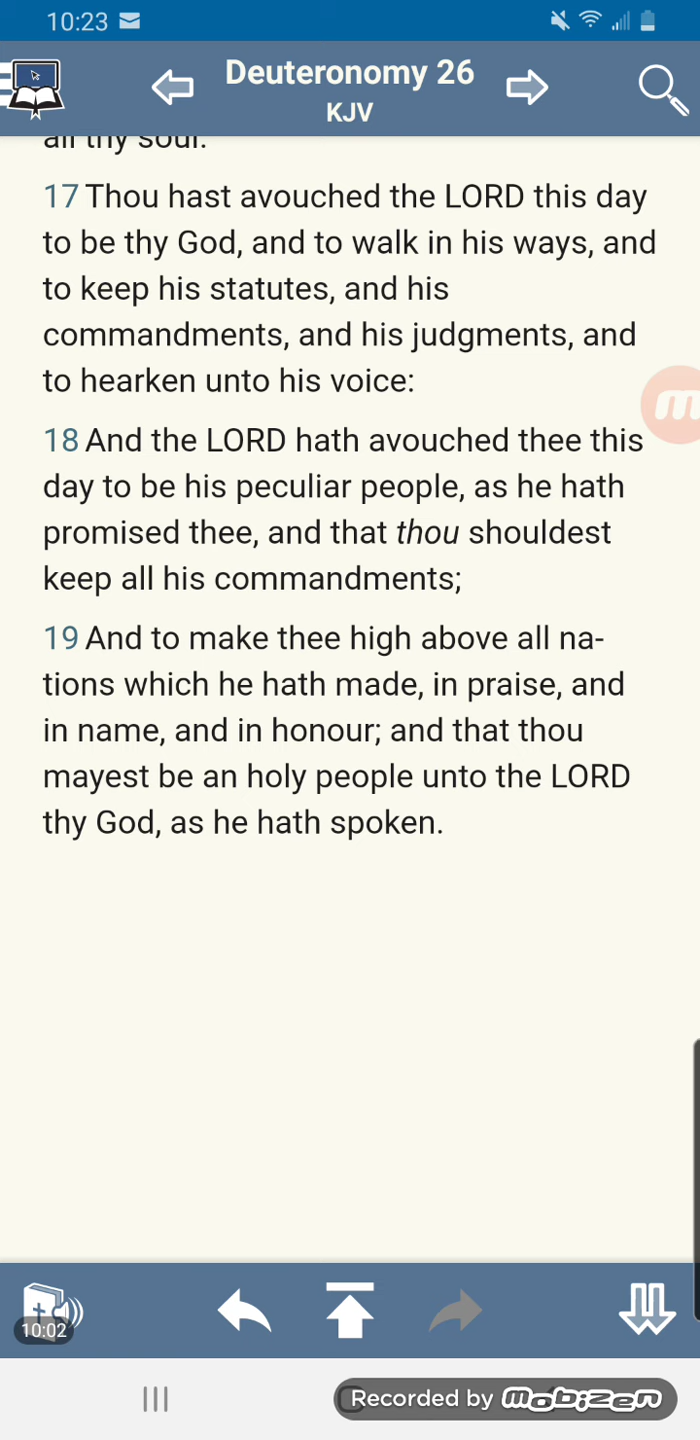 10:23
Deuteronomy 26
KJV
all thy soul.
17 Thou hast avouched the LORD this day
to be thy God, and to walk in his ways, and
to keep his statutes, and his
commandments, and his judgments, and
to hearken unto his voice:
18 And the LORD hath avouched thee this
day to be his peculiar people, as he hath
promised thee, and that thou shouldest
keep all his commandments;
19 And to make thee high above all na-
tions which he hath made, in praise, and
in name, and in honour; and that thou
mayest be an holy people unto the LORD
thy God, as he hath spoken.
10:02
Recorded by mobizen